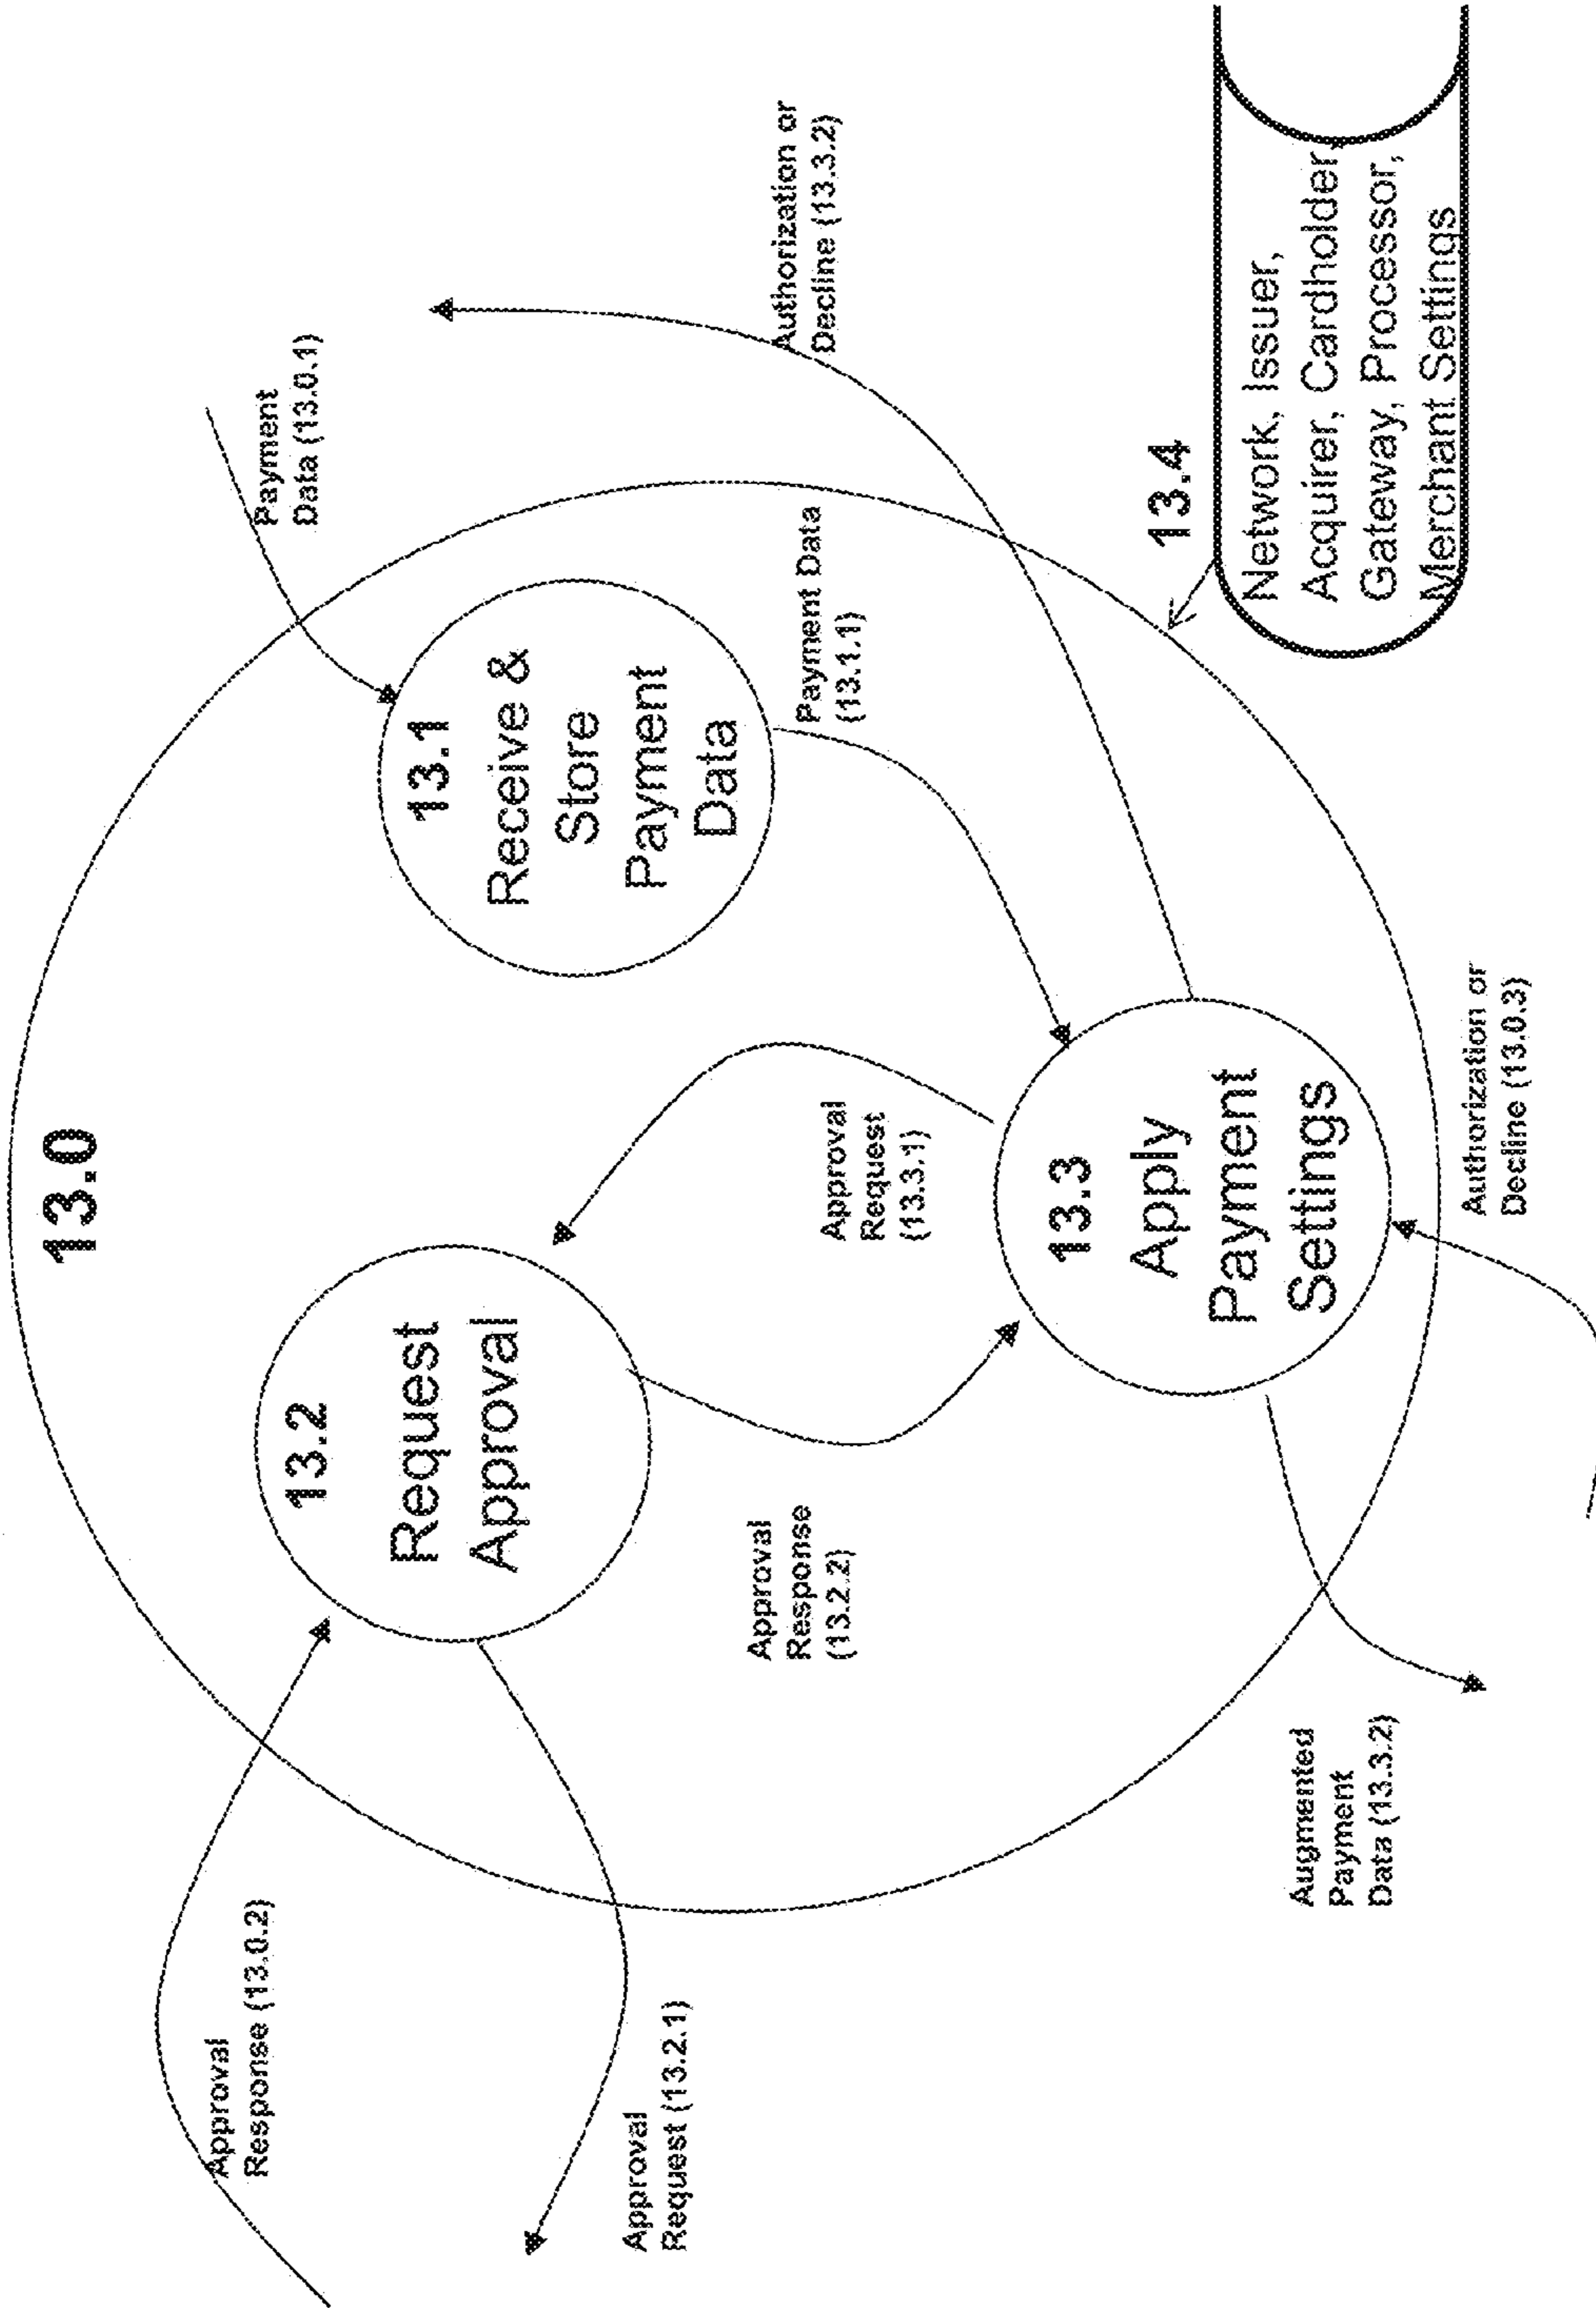 13.0
Approval
Response (13.0.2)
13.2
Request
Approval
Approval
Request (13.2.1)
Payment
Data (13.0.1)
13.1
Receive &
Store
Payment
Data
Payment Data
(13.1.1)
Authorization or
Decline (13.3.2)
Approval
Response
(13.2.2)
Approval
Request
(13.3.1)
13.3
Apply
Payment
Settings
13.4
Network, Issuer,
Acquirer, Cardholder,
Gateway, Processor,
Merchant Settings
Augmented
Payment
Data (13.3.2)
Authorization or
Decline (13.0.3)